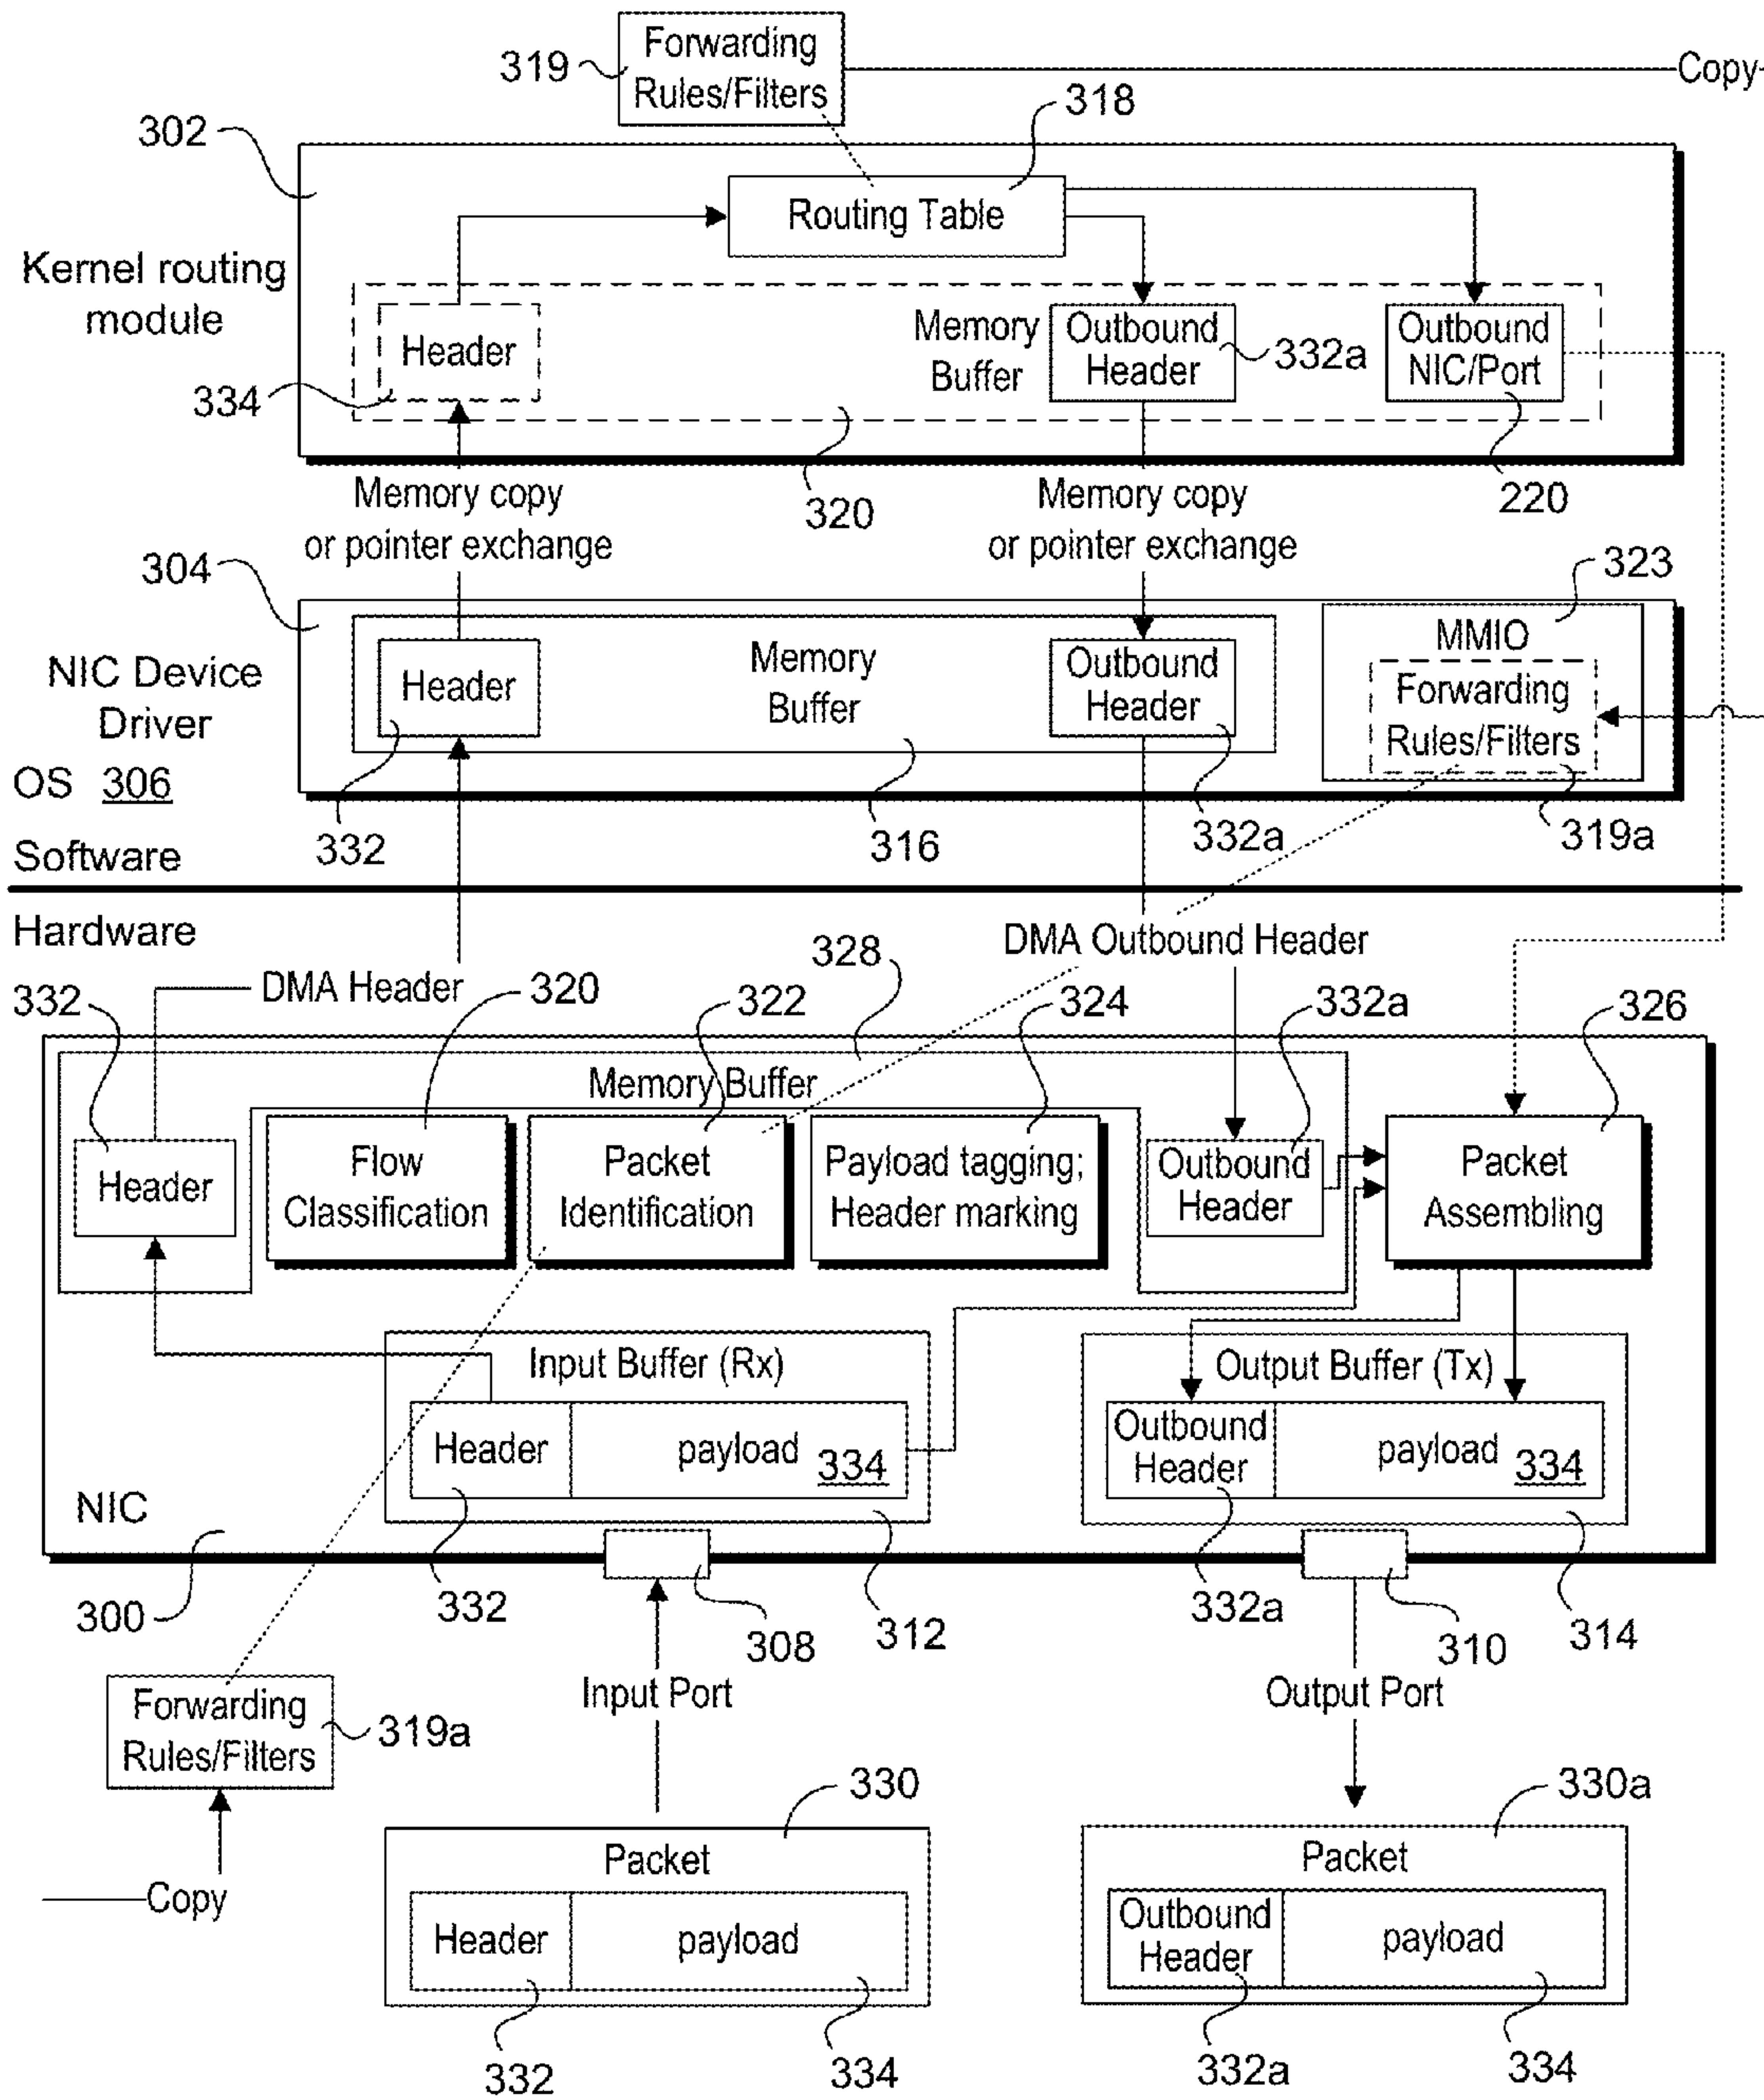 Forwarding
Rules/Filters
319
Copy
318
302
Routing Table
Kernel routing
module
Header
334
Memory
Buffer
Outbound
Header
332a
Outbound
NIC/Port
320
220
Memory copy
or pointer exchange
Memory copy
or pointer exchange
304
323
NIC Device
Driver
Header
Memory
Buffer
Outbound
Header
MMIO
Forwarding
Rules/Filters
OS 306
332
316
332a
319a
Software
Hardware
DMA Outbound Header
328
332
DMA Header
320
322
324
332a
326
Memory Buffer
Header
Flow
Classification
Packet
Identification
Payload tagging;
Header marking
Outbound
Header
Packet
Assembling
Input Buffer (Rx)
Output Buffer (Tx)
Header
payload
334
Outbound
Header
payload
334
NIC
300
332
308
312
332a
310
314
Input Port
Output Port
Forwarding
Rules/Filters
319a
330
330a
Packet
Packet
Copy
Header
payload
Outbound
Header
payload
332
334
332a
334